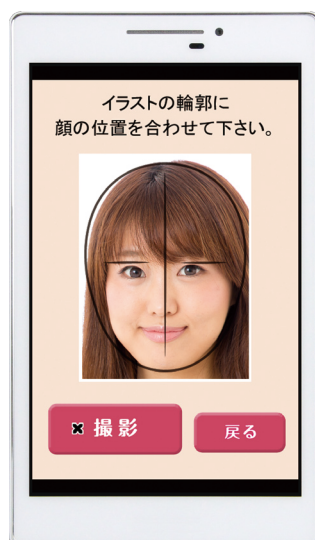 イラストの輪郭に
顔の位置を合わせて下さい。
撮影
戻る